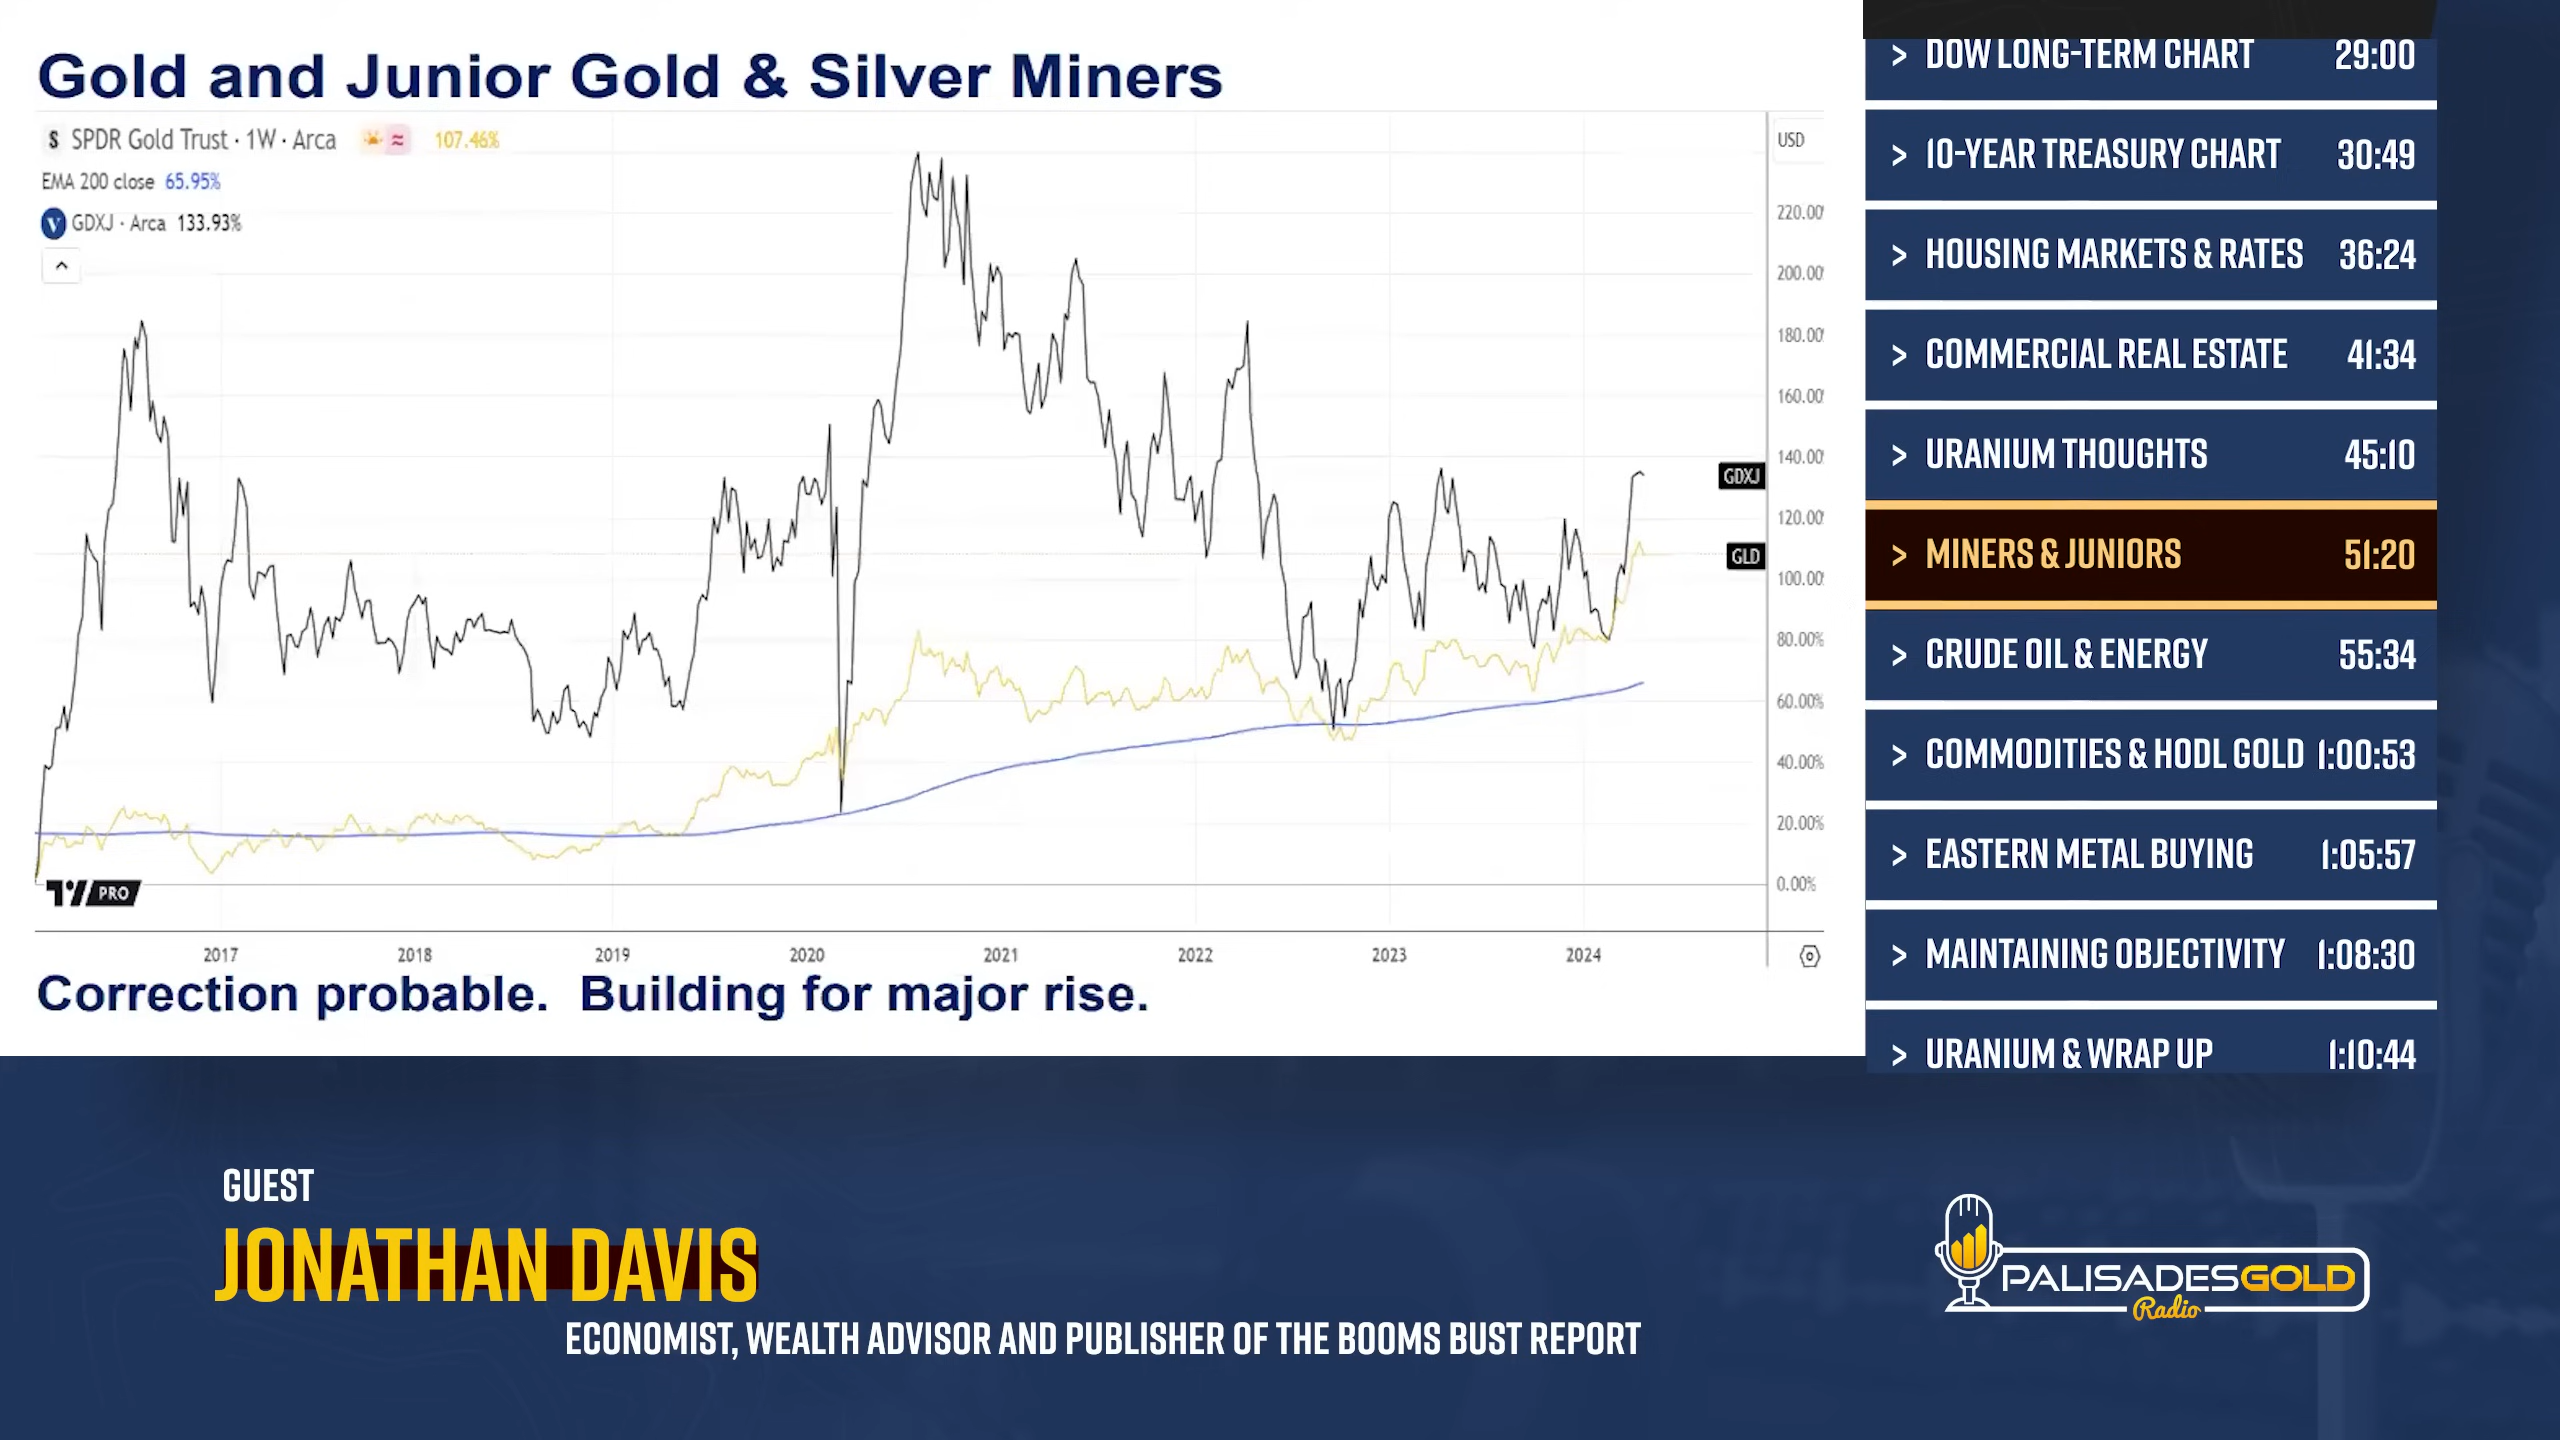 Gold and Junior Gold & Silver Miners
S SPDR Gold Trust · 1W · Arca 107.46%
EMA 200 close 65.95%
V GDXJ · Arca 133.93%
USD
220.00
200.00
180.00
160.00
140.00
GDXJ
120.00
GLD
100.00
80.00%
60.00%
40.00%
20.00%
0.00%
PRO
2017 2018 2019 2020 2021 2022 2023 2024
Correction probable. Building for major rise.
> DOW LONG-TERM CHART 29:00
> 10-YEAR TREASURY CHART 30:49
> HOUSING MARKETS & RATES 36:24
> COMMERCIAL REAL ESTATE 41:34
> URANIUM THOUGHTS 45:10
> MINERS & JUNIORS 51:20
> CRUDE OIL & ENERGY 55:34
> COMMODITIES & HODL GOLD 1:00:53
> EASTERN METAL BUYING 1:05:57
> MAINTAINING OBJECTIVITY 1:08:30
> URANIUM & WRAP UP 1:10:44
GUEST
JONATHAN DAVIS
ECONOMIST, WEALTH ADVISOR AND PUBLISHER OF THE BOOMS BUST REPORT
PALISADESGOLD
Radio